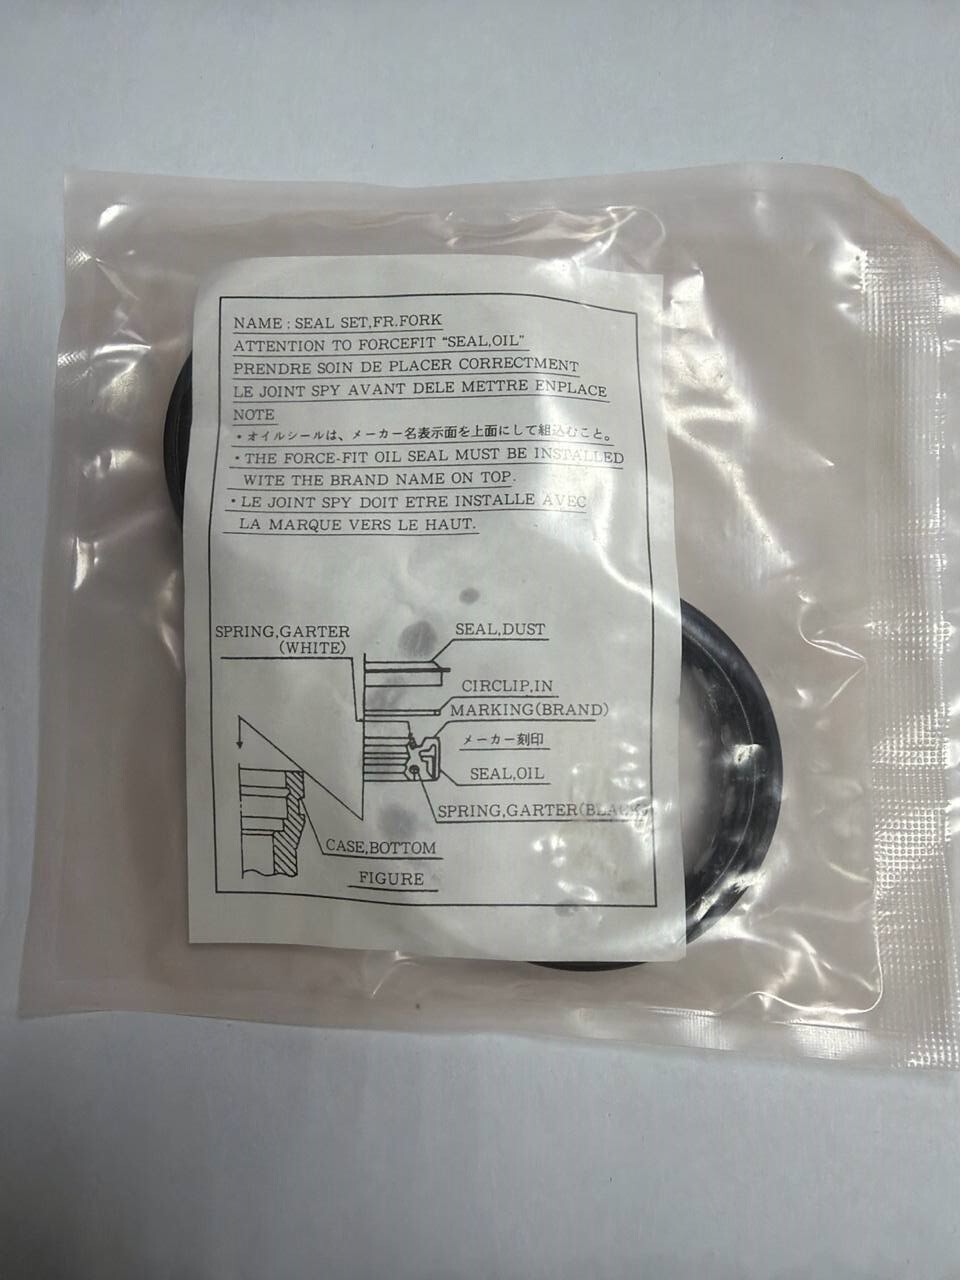 NAME : SEAL SET,FR.FORK
ATTENTION TO FORCEFIT "SEAL,OIL"
PRENDRE SOIN DE PLACER CORRECTMENT
LE JOINT SPY AVANT DELE METTRE ENPLACE
NOTE
・オイルシールは、メーカー名表示面を上面にして組込むこと。
・THE FORCE-FIT OIL SEAL MUST BE INSTALLED
WITE THE BRAND NAME ON TOP.
・LE JOINT SPY DOIT ETRE INSTALLE AVEC
LA MARQUE VERS LE HAUT.
SPRING,GARTER
(WHITE)
SEAL,DUST
CIRCLIP,IN
MARKING(BRAND)
メーカー刻印
SEAL,OIL
SPRING,GARTER(BLACK)
CASE,BOTTOM
FIGURE